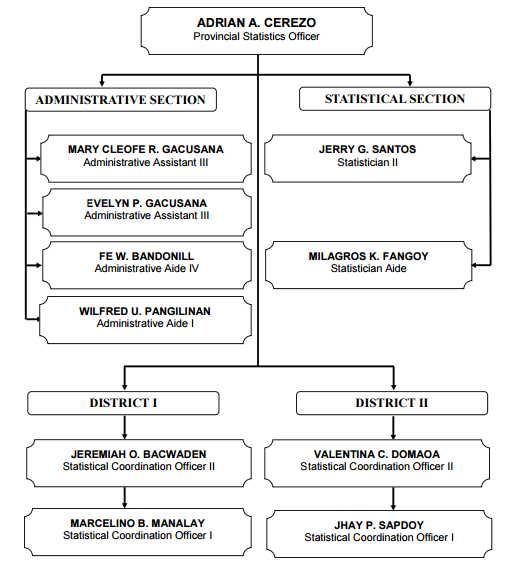 ADRIAN A. CEREZO
Provincial Statistics Officer
ADMINISTRATIVE SECTION
MARY CLEOFE R. GACUSANA
Administrative Assistant III
EVELYN P. GACUSANA
Administrative Assistant III
FE W. BANDONILL
Administrative Aide IV
WILFRED U. PANGILINAN
Administrative Aide I
STATISTICAL SECTION
JERRY G. SANTOS
Statistician II
MILAGROS K. FANGOY
Statistician Aide
DISTRICT I
JEREMIAH O. BACWADEN
Statistical Coordination Officer II
MARCELINO B. MANALAY
Statistical Coordination Officer I
DISTRICT II
VALENTINA C. DOMAOA
Statistical Coordination Officer II
JHAY P. SAPDOY
Statistical Coordination Officer I